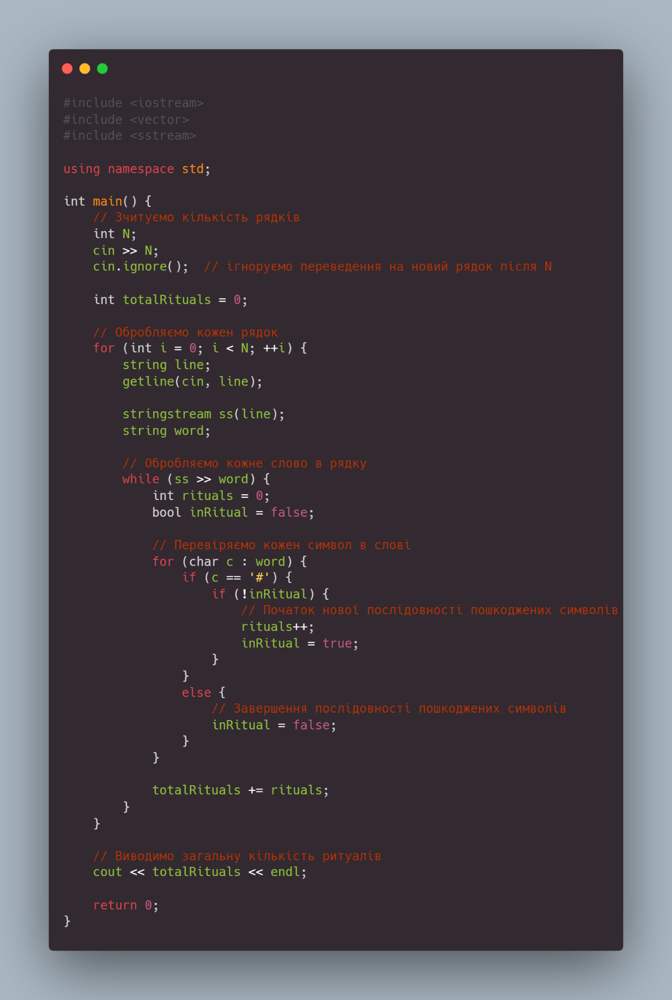 #include <iostream>
#include <vector>
#include <sstream>

using namespace std;

int main() {
    // Зчитуємо кількість рядків
    int N;
    cin >> N;
    cin.ignore();  // ігноруємо переведення на новий рядок після N

    int totalRituals = 0;

    // Обробляємо кожен рядок
    for (int i = 0; i < N; ++i) {
        string line;
        getline(cin, line);

        stringstream ss(line);
        string word;

        // Обробляємо кожне слово в рядку
        while (ss >> word) {
            int rituals = 0;
            bool inRitual = false;

            // Перевіряємо кожен символ в слові
            for (char c : word) {
                if (c == '#') {
                    if (!inRitual) {
                        // Початок нової послідовності пошкоджених символів
                        rituals++;
                        inRitual = true;
                    }
                }
                else {
                    // Завершення послідовності пошкоджених символів
                    inRitual = false;
                }
            }

            totalRituals += rituals;
        }
    }

    // Виводимо загальну кількість ритуалів
    cout << totalRituals << endl;

    return 0;
}